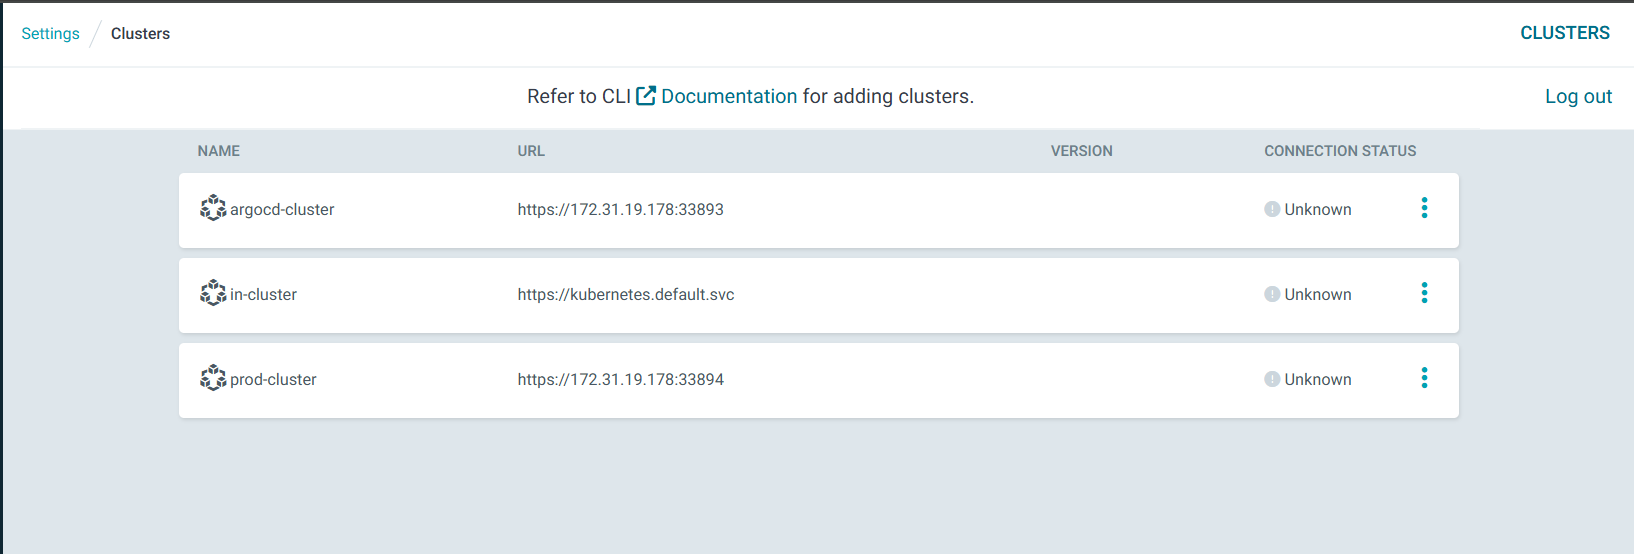 Settings / Clusters
CLUSTERS
Refer to CLI Documentation for adding clusters.
Log out
NAME URL VERSION CONNECTION STATUS
argocd-cluster https://172.31.19.178:33893 Unknown
in-cluster https://kubernetes.default.svc Unknown
prod-cluster https://172.31.19.178:33894 Unknown